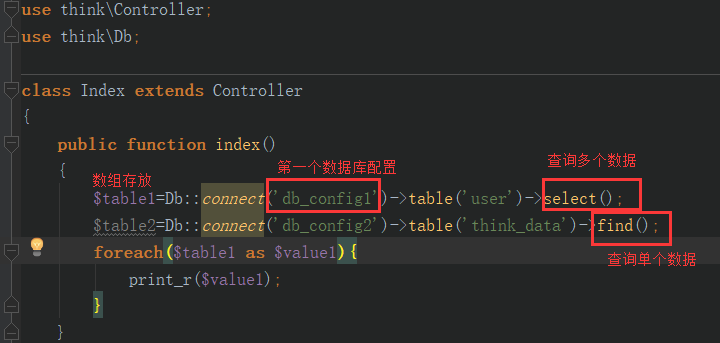 use think\Controller;
use think\Db;
class Index extends Controller
{
public function index()
查询多个数据
第一个数据库配置
{
数组存放
$table1=Db::connect('db_config1')->table('user')->select();
$table2=Db::connect('db_config2')->table('think_data')->find();
foreach($table1 as $value1){
查询单个数据
print_r($value1);
}
}